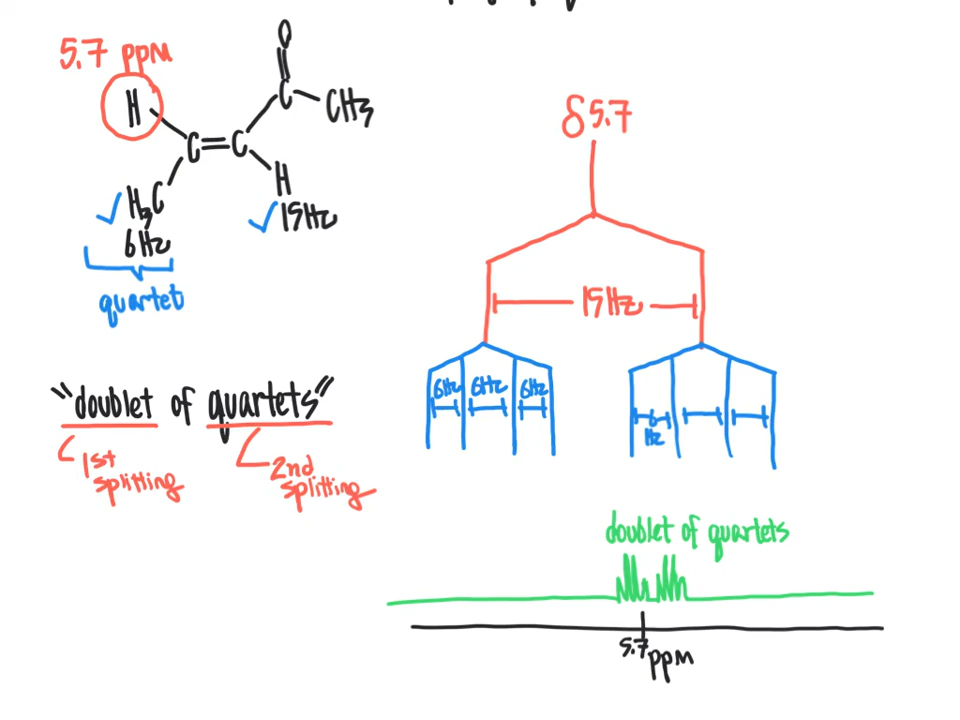 5.7 ppm
O
H
C
CH3
C=C
H3C
H
15Hz
6Hz
quartet
"doublet of quartets"
1st
splitting
2nd
splitting
δ5.7
15Hz
6Hz 6Hz 6Hz
6
Hz
doublet of quartets
5.7
ppm